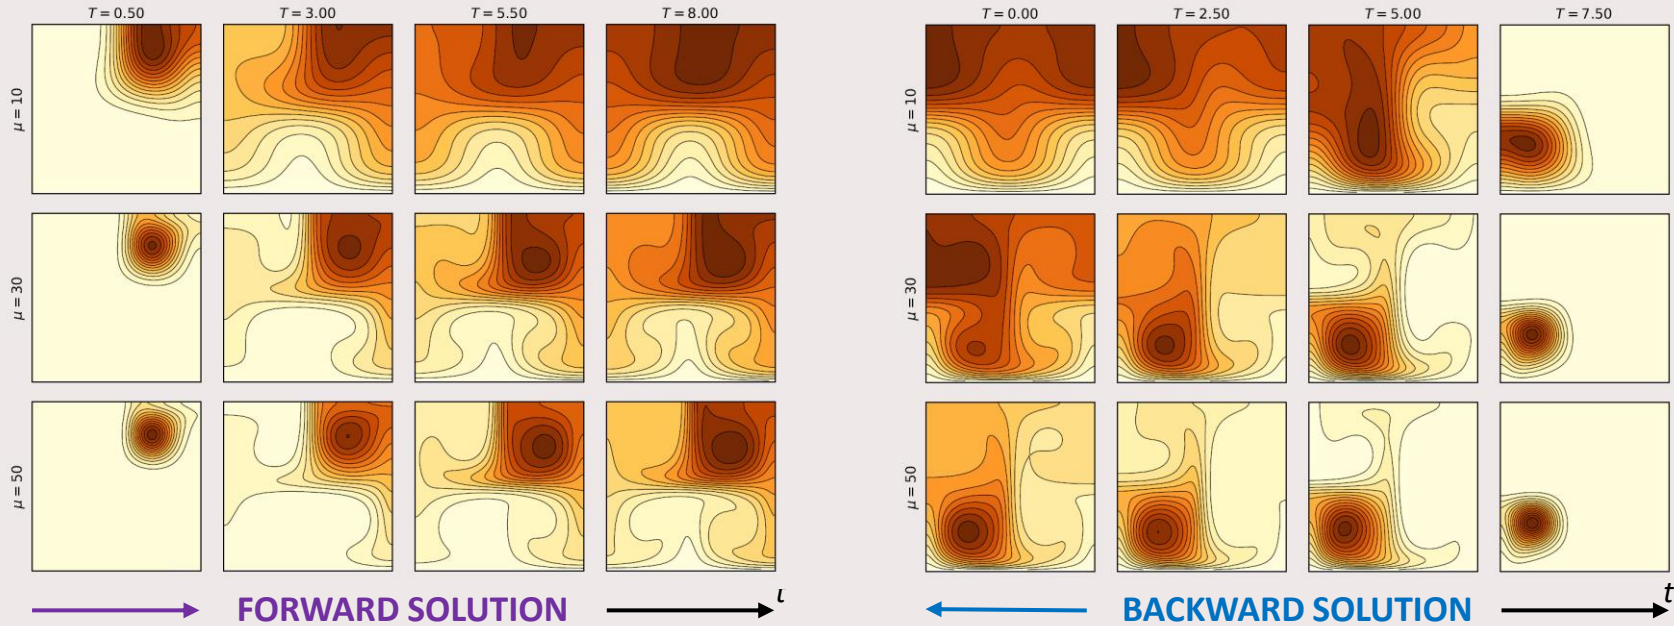 T = 0.50 T = 3.00 T = 5.50 T = 8.00 T = 0.00 T = 2.50 T = 5.00 T = 7.50
μ = 10 μ = 10
μ = 30 μ = 30
μ = 50 μ = 50
FORWARD SOLUTION t BACKWARD SOLUTION t